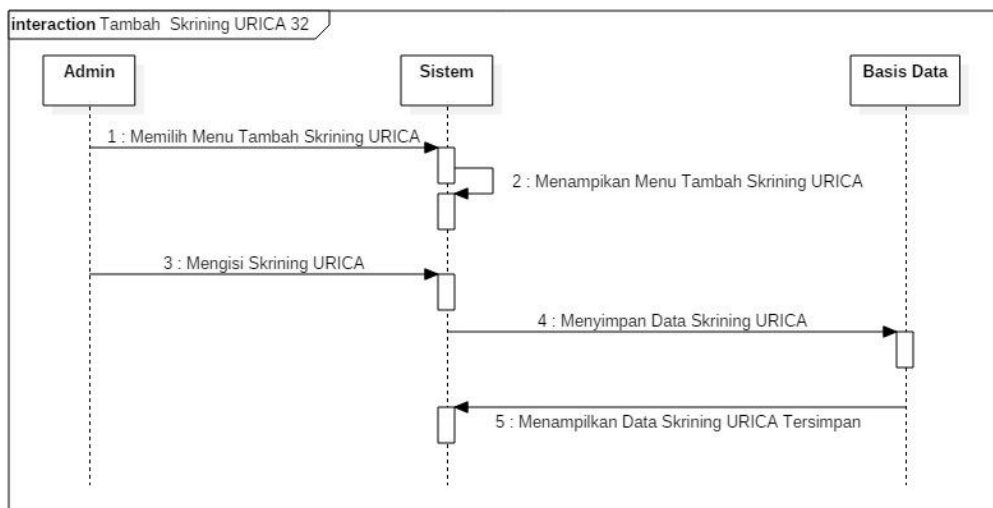 interaction Tambah Skrining URICA 32
Admin
Sistem
Basis Data
1 : Memilih Menu Tambah Skrining URICA
2 : Menampikan Menu Tambah Skrining URICA
3 : Mengisi Skrining URICA
4 : Menyimpan Data Skrining URICA
5 : Menampilkan Data Skrining URICA Tersimpan